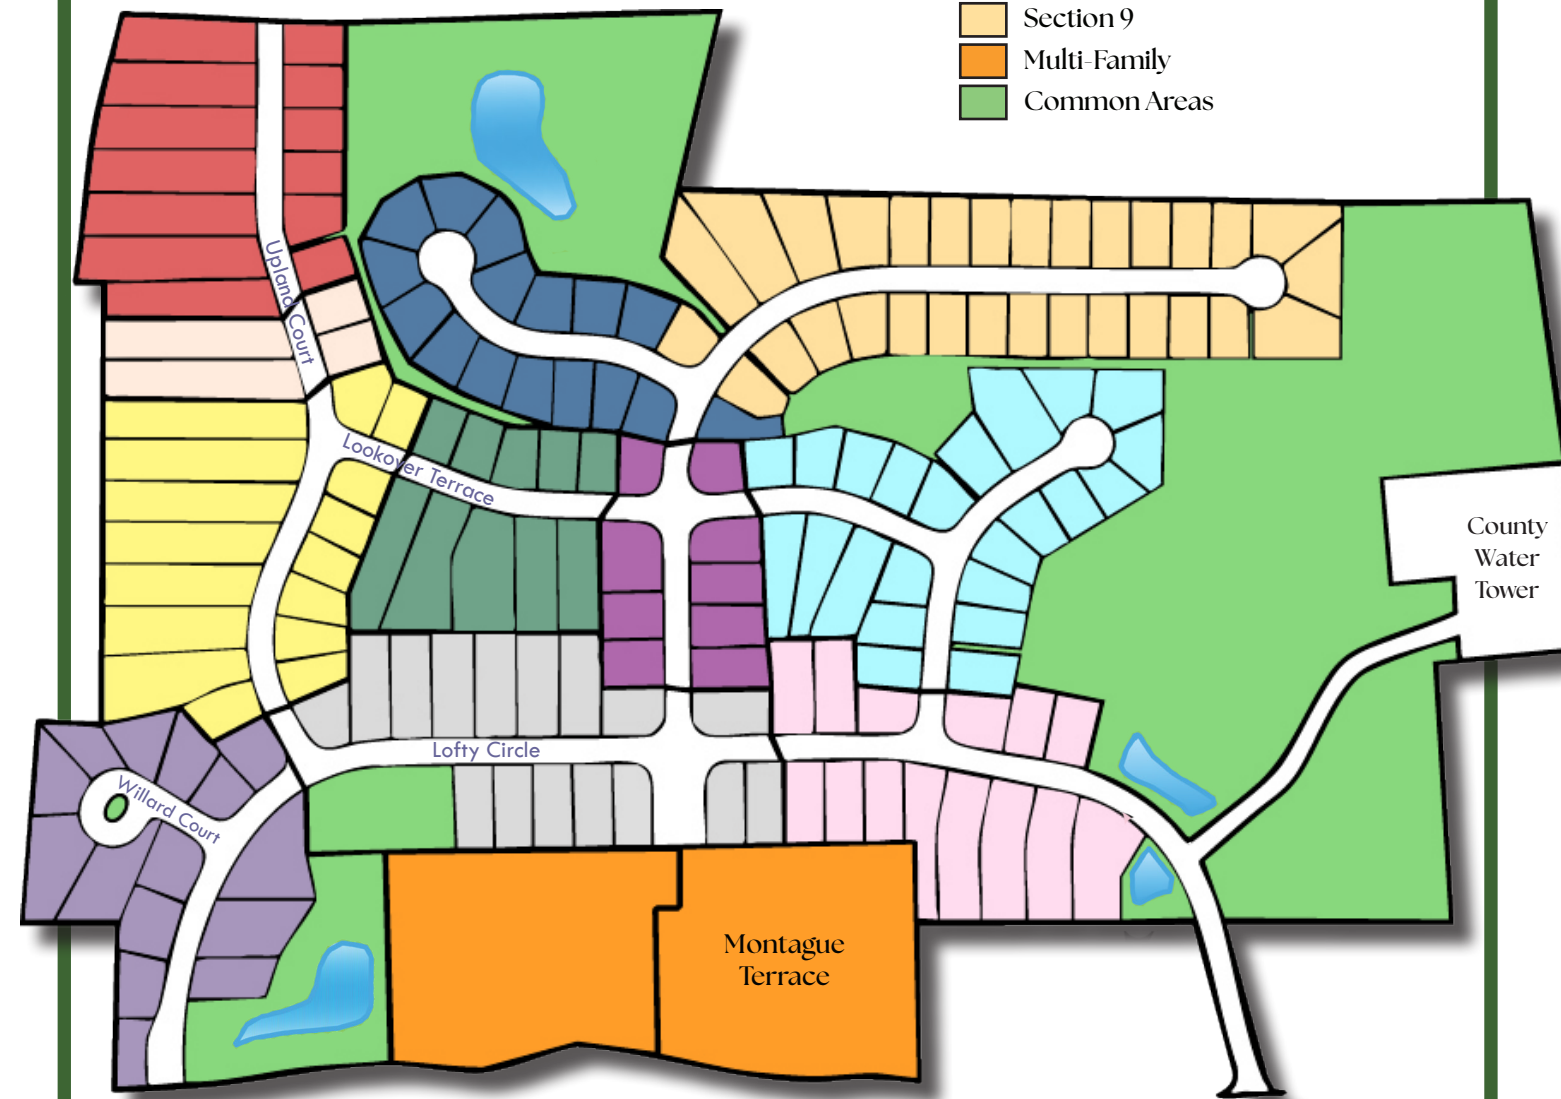 Section 9
Multi-Family
Common Areas
Upland Court
Lookover Terrace
County
Water
Tower
Lofty Circle
Willard Court
Montague
Terrace